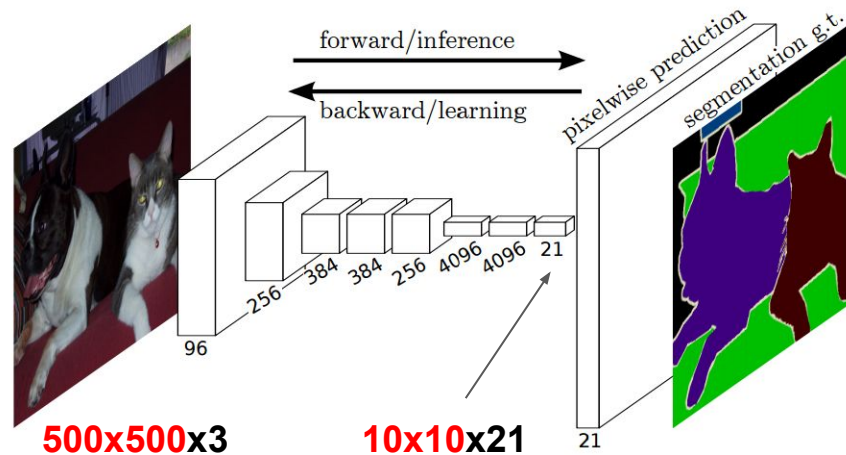 forward/inference
backward/learning
pixelwise prediction
segmentation g.t.
96
256
384
384
256
4096
4096
21
21
500x500x3
10x10x21